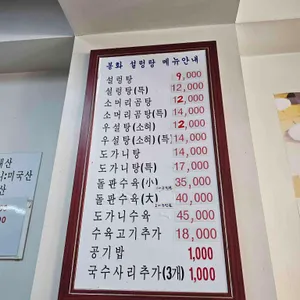 봉화 설렁탕 메뉴안내
설렁탕 9,000
설렁탕(특) 12,000
소머리곰탕 12,000
소머리곰탕(특) 14,000
우설탕(소혀) 12,000
우설탕(소혀)(특) 14,000
도가니탕 14,000
도가니탕(특) 17,000
돌판수육(小) 35,000
돌판수육(大) 40,000
도가니수육 45,000
수육고기추가 18,000
공기밥 1,000
국수사리추가(3개) 1,000
:미국산
산